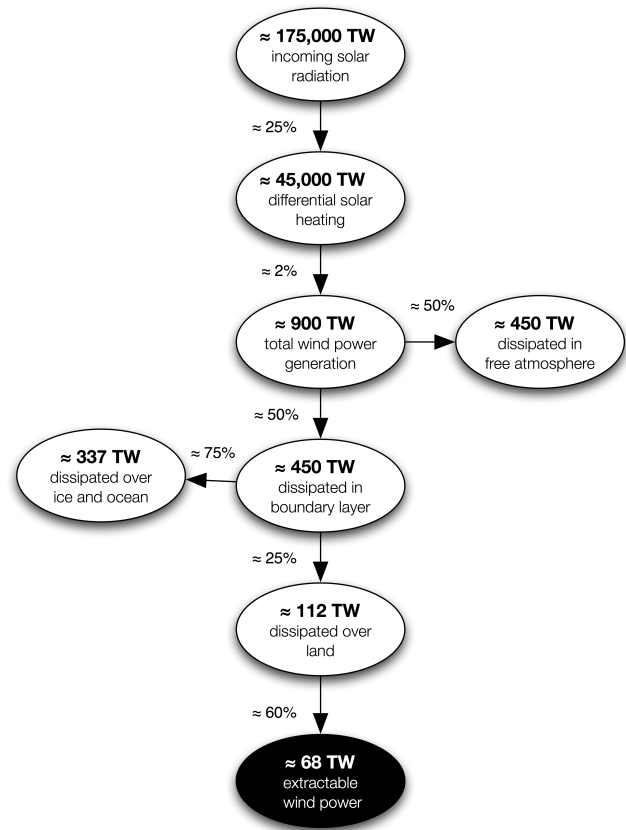 ≈ 175,000 TW
incoming solar
radiation
≈ 25%
≈ 45,000 TW
differential solar
heating
≈ 2%
≈ 900 TW
total wind power
generation
≈ 50%
≈ 450 TW
dissipated in
free atmosphere
≈ 50%
≈ 450 TW
dissipated in
boundary layer
≈ 75%
≈ 337 TW
dissipated over
ice and ocean
≈ 25%
≈ 112 TW
dissipated over
land
≈ 60%
≈ 68 TW
extractable
wind power